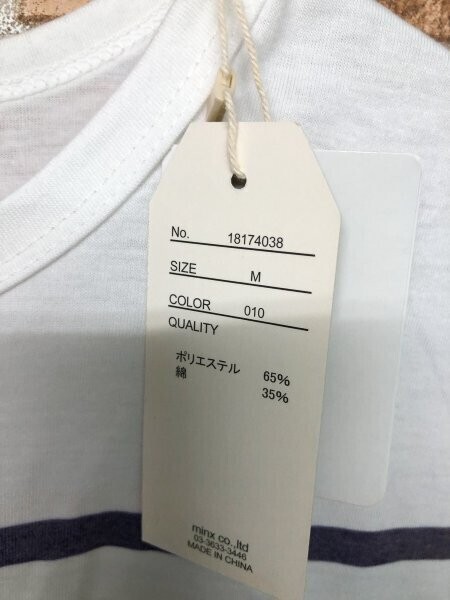 No. 18174038
SIZE M
COLOR 010
QUALITY
ポリエステル 65%
綿 35%
minx co.,ltd
03-3633-3446
MADE IN CHINA